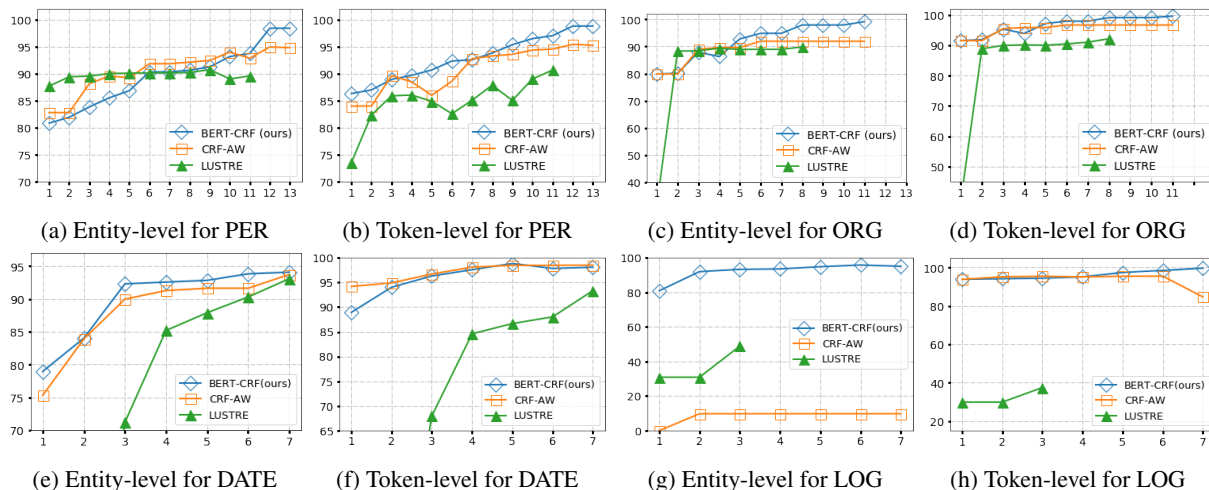 100
95
90
85
80
75
70
BERT-CRF (ours)
CRF-AW
LUSTRE
1 2 3 4 5 6 7 8 9 10 11 12 13
(a) Entity-level for PER
100
95
90
85
80
75
70
BERT-CRF (ours)
CRF-AW
LUSTRE
1 2 3 4 5 6 7 8 9 10 11 12 13
(b) Token-level for PER
100
90
80
70
60
50
40
BERT-CRF (ours)
CRF-AW
LUSTRE
1 2 3 4 5 6 7 8 9 10 11 12 13
(c) Entity-level for ORG
100
90
80
70
60
50
BERT-CRF (ours)
CRF-AW
LUSTRE
1 2 3 4 5 6 7 8 9 10 11
(d) Token-level for ORG
95
90
85
80
75
70
BERT-CRF(ours)
CRF-AW
LUSTRE
1 2 3 4 5 6 7
(e) Entity-level for DATE
100
95
90
85
80
75
70
65
BERT-CRF(ours)
CRF-AW
LUSTRE
1 2 3 4 5 6 7
(f) Token-level for DATE
100
80
60
40
20
0
BERT-CRF(ours)
CRF-AW
LUSTRE
1 2 3 4 5 6 7
(g) Entity-level for LOG
100
80
60
40
20
BERT-CRF(ours)
CRF-AW
LUSTRE
1 2 3 4 5 6 7
(h) Token-level for LOG